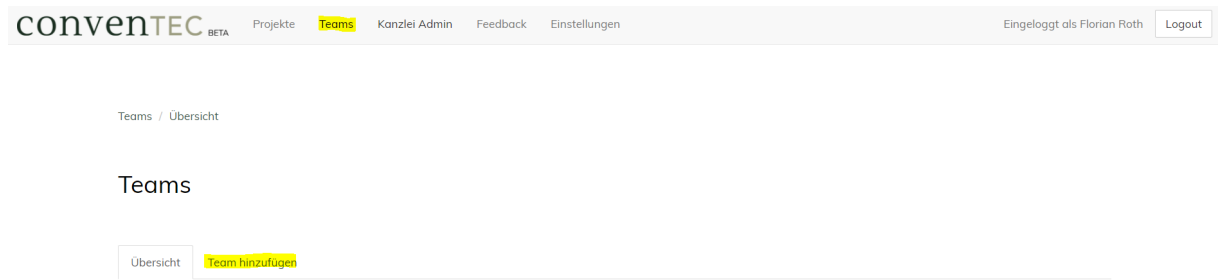 convenTEC BETA Projekte Teams Kanzlei Admin Feedback Einstellungen Eingeloggt als Florian Roth Logout
Teams / Übersicht
Teams
Übersicht Team hinzufügen